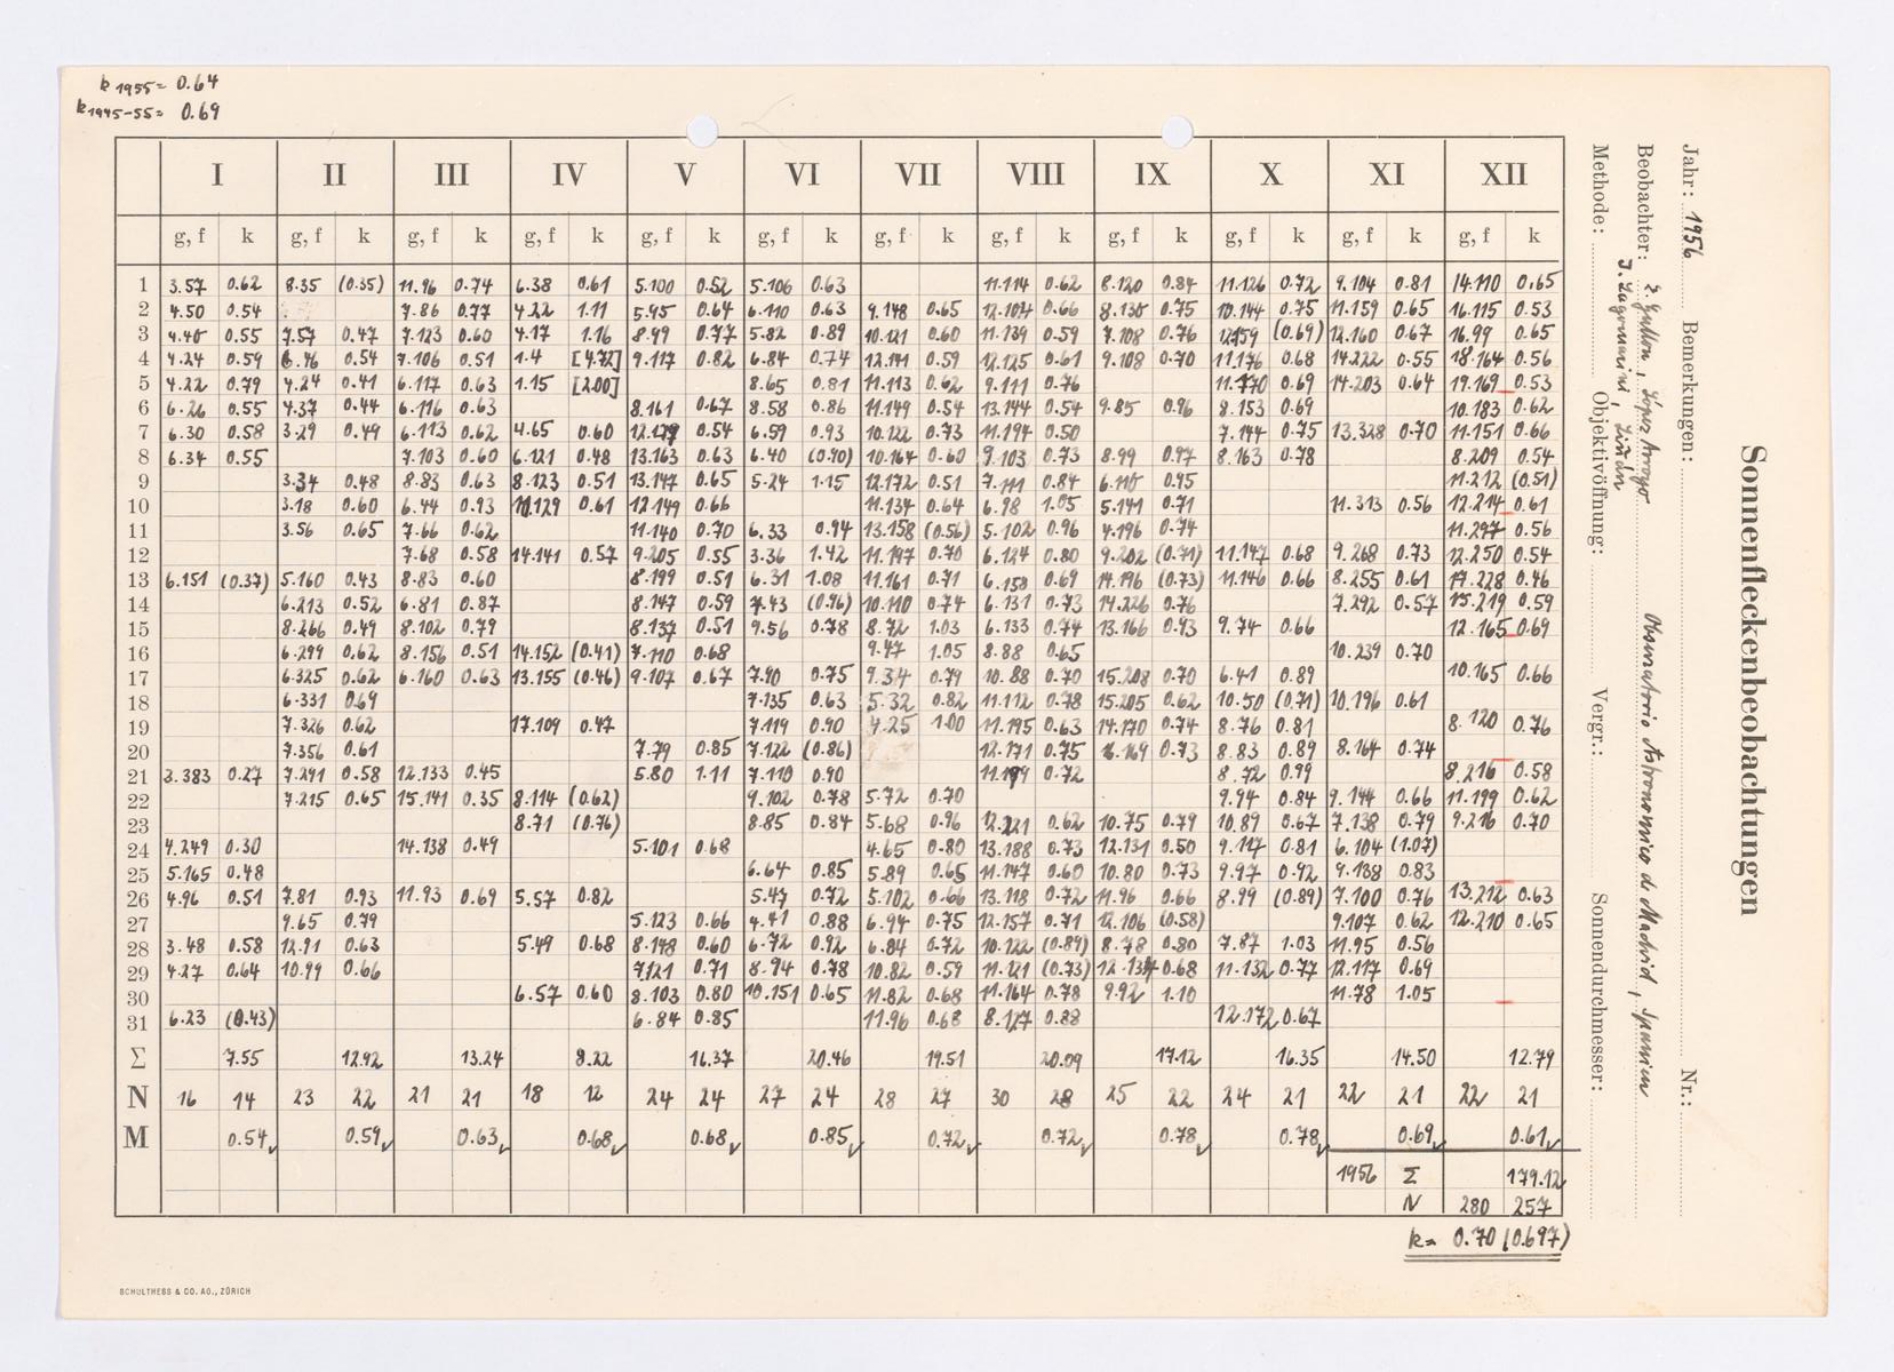 k 1955 = 0.64
k 1945-55 = 0.69
I II III IV V VI VII VIII IX X XI XII
g, f k g, f k g, f k g, f k g, f k g, f k g, f k g, f k g, f k g, f k g, f k g, f k
1 3.57 0.62 8.35 (0.35) 11.96 0.74 6.38 0.61 5.100 0.52 5.106 0.63 11.114 0.62 8.120 0.84 11.126 0.72 9.104 0.81 14.110 0.65
2 4.50 0.54 7.86 0.77 4.22 1.11 5.95 0.64 6.110 0.63 9.148 0.65 12.104 0.66 8.135 0.75 10.144 0.75 11.159 0.65 16.115 0.53
3 4.40 0.55 7.57 0.47 7.123 0.60 4.17 1.16 8.99 0.77 5.82 0.89 10.121 0.60 11.139 0.59 7.108 0.76 12.159 (0.69) 12.160 0.67 16.99 0.65
4 4.24 0.59 6.46 0.54 7.106 0.51 1.4 [4.72] 9.117 0.82 6.84 0.74 12.141 0.59 12.125 0.61 9.108 0.70 11.176 0.68 14.222 0.55 18.164 0.56
5 4.22 0.79 4.24 0.41 6.117 0.63 1.15 [2.00] 8.65 0.81 11.113 0.62 9.111 0.76 11.170 0.69 14.203 0.64 19.169 0.53
6 6.26 0.55 4.37 0.44 6.116 0.63 8.161 0.67 8.58 0.86 11.149 0.54 13.144 0.54 9.85 0.96 8.153 0.69 10.183 0.62
7 6.30 0.58 3.29 0.49 6.113 0.62 4.65 0.60 12.179 0.54 6.59 0.93 10.122 0.73 11.194 0.50 7.144 0.75 13.328 0.70 11.151 0.66
8 6.34 0.55 7.103 0.60 6.121 0.48 13.163 0.63 6.40 (0.90) 10.164 0.60 9.103 0.73 8.99 0.97 8.163 0.78 8.209 0.54
9 3.34 0.48 8.83 0.63 8.123 0.51 13.147 0.65 5.24 1.15 12.172 0.51 7.111 0.84 6.115 0.95 11.212 (0.51)
10 3.18 0.60 6.44 0.93 11.129 0.61 12.149 0.66 11.134 0.64 6.98 1.05 5.141 0.71 11.313 0.56 12.214 0.61
11 3.56 0.65 7.66 0.62 11.140 0.70 6.33 0.94 13.158 (0.56) 5.102 0.96 4.196 0.74 11.297 0.56
12 7.68 0.58 14.141 0.57 9.205 0.55 3.36 1.42 11.147 0.70 6.124 0.80 9.202 (0.71) 11.147 0.68 9.268 0.73 12.250 0.54
13 6.151 (0.37) 5.160 0.43 8.83 0.60 8.199 0.51 6.31 1.08 11.161 0.71 6.150 0.69 14.196 (0.73) 11.146 0.66 8.255 0.61 17.228 0.46
14 6.213 0.52 6.81 0.87 8.147 0.59 7.43 (0.96) 10.110 0.74 6.131 0.73 14.226 0.76 7.292 0.57 15.219 0.59
15 8.266 0.49 8.102 0.79 8.137 0.51 9.56 0.78 8.72 1.03 6.133 0.74 13.166 0.93 9.74 0.66 12.165 0.69
16 6.299 0.62 8.156 0.51 14.152 (0.41) 7.110 0.68 9.47 1.05 8.88 0.65 10.239 0.70
17 6.325 0.62 6.160 0.63 13.155 (0.46) 9.107 0.67 7.90 0.75 9.34 0.79 10.88 0.70 15.208 0.70 6.41 0.89 10.165 0.66
18 6.331 0.69 7.135 0.63 5.32 0.82 11.112 0.78 15.205 0.62 10.50 (0.71) 10.196 0.61
19 7.326 0.62 17.109 0.47 7.119 0.90 4.25 1.00 11.195 0.63 14.170 0.74 8.76 0.81 8.120 0.76
20 7.356 0.61 7.79 0.85 7.122 (0.86) 12.171 0.75 0.73 8.83 0.89 8.164 0.74
21 3.383 0.27 7.291 0.58 12.133 0.45 5.80 1.11 7.110 0.90 0.72 8.72 0.99 8.216 0.58
22 7.215 0.65 15.141 0.35 8.114 (0.62) 9.102 0.78 5.72 0.70 9.94 0.84 9.144 0.66 11.199 0.62
23 8.71 (0.76) 8.85 0.84 5.68 0.96 12.221 0.62 10.75 0.79 10.89 0.67 7.138 0.79 9.216 0.70
24 4.249 0.30 14.138 0.49 5.101 0.68 4.65 0.80 13.188 0.73 12.131 0.50 9.117 0.81 6.104 (1.07)
25 5.165 0.48 6.64 0.85 5.89 0.65 11.147 0.60 10.80 0.73 9.97 0.92 9.138 0.83
26 4.96 0.51 7.81 0.93 11.93 0.69 5.57 0.82 5.47 0.72 5.102 0.66 13.118 0.72 11.96 0.66 8.99 (0.89) 7.100 0.76 13.212 0.63
27 9.65 0.79 5.123 0.66 4.41 0.88 6.94 0.75 12.157 0.71 12.106 (0.58) 9.107 0.62 12.210 0.65
28 3.48 0.58 12.91 0.63 5.49 0.68 8.148 0.60 6.72 0.92 6.84 0.72 10.122 (0.89) 8.78 0.80 7.87 1.03 11.95 0.56
29 4.27 0.64 10.99 0.66 7.121 0.71 8.94 0.78 10.82 0.59 11.121 (0.73) 12.134 0.68 11.132 0.77 12.117 0.69
30 6.57 0.60 8.103 0.80 10.151 0.65 11.82 0.68 11.164 0.78 9.92 1.10 11.78 1.05
31 6.23 (0.43) 6.84 0.85 11.96 0.68 8.127 0.88 12.172 0.67
Σ 7.55 12.92 13.24 8.22 16.37 20.46 19.51 20.09 17.12 16.35 14.50 12.79
N 16 14 23 22 21 21 18 12 24 24 27 24 28 27 30 28 25 22 24 21 22 21 22 21
M 0.54 0.59 0.63 0.68 0.68 0.85 0.72 0.72 0.78 0.78 0.69 0.61
1956 Σ 179.12
N 280 257
k = 0.70 (0.697)
SCHULTHESS & CO. AG., ZÜRICH
Sonnenfleckenbeobachtungen
Jahr: 1956 Bemerkungen: Nr.:
Beobachter: E. Gullon, López Arroyo Observatorio Astronomico de Madrid, Spanien
Methode: Objektivöffnung: Vergr.: Sonnendurchmesser: